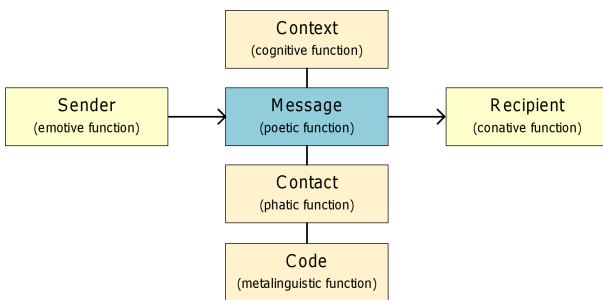 Context
(cognitive function)
Sender
(emotive function)
Message
(poetic function)
Recipient
(conative function)
Contact
(phatic function)
Code
(metalinguistic function)